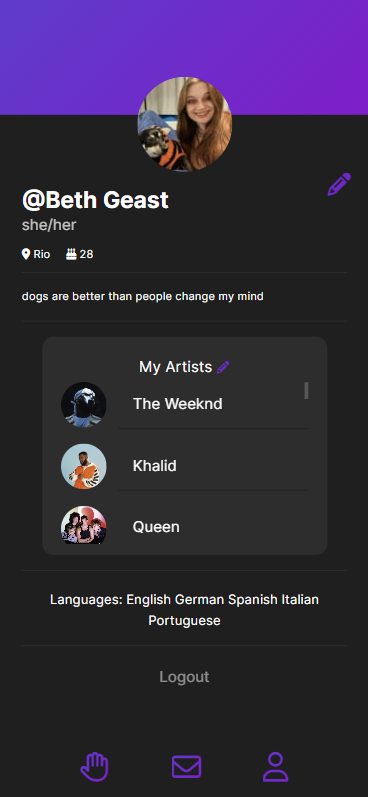 @Beth Geast
she/her
Rio 28
dogs are better than people change my mind
My Artists
The Weeknd
Khalid
Queen
Languages: English German Spanish Italian
Portuguese
Logout